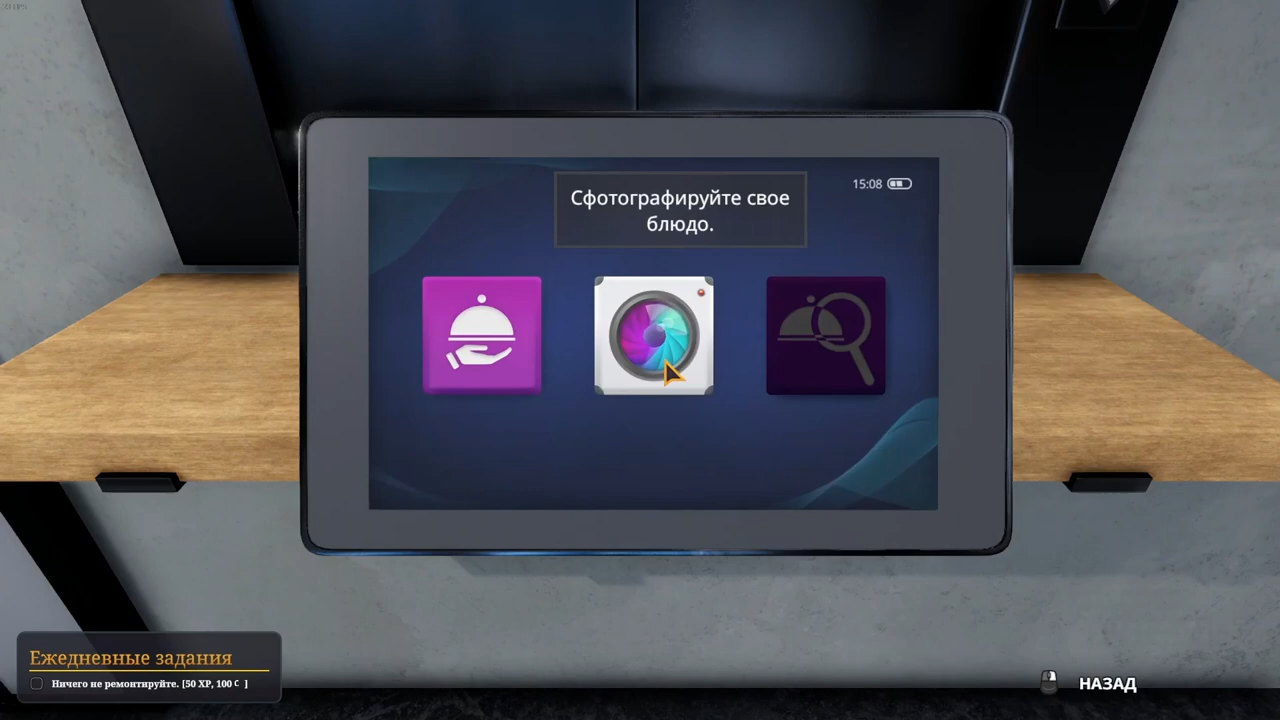 Сфотографируйте свое
блюдо.
15:08
Ежедневные задания
Ничего не ремонтируйте. [50 XP, 100 C ]
НАЗАД